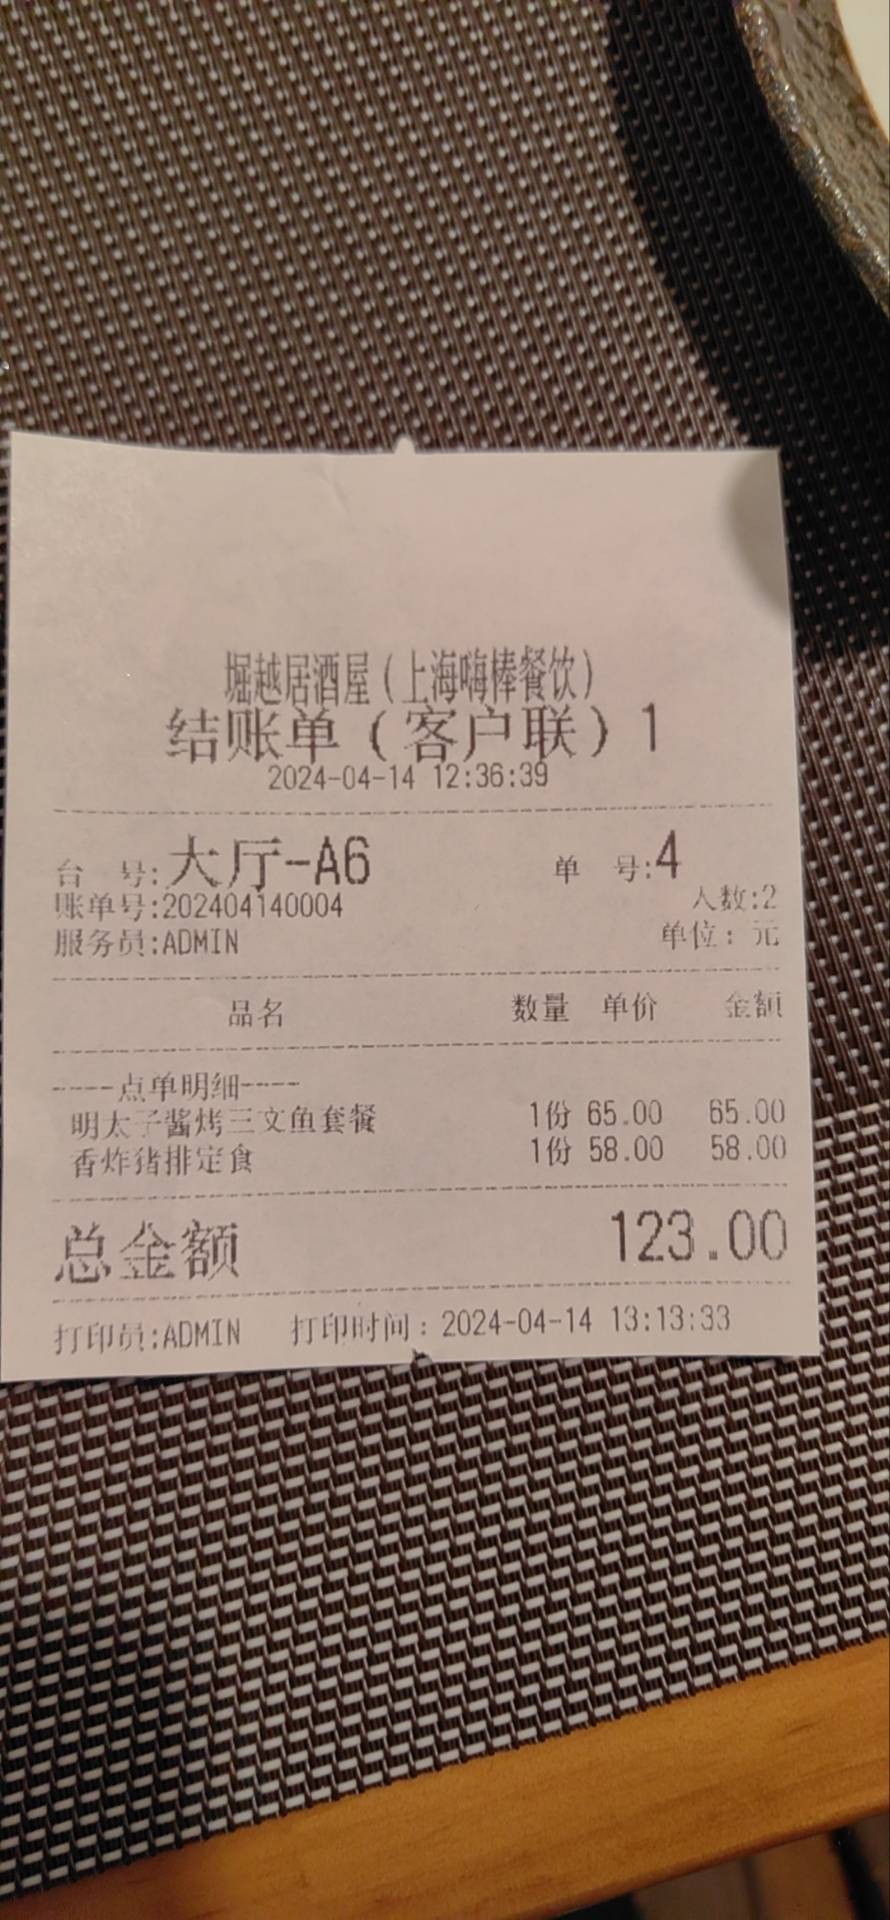 堀越居酒屋(上海嗨棒餐饮)
结账单(客户联)1
2024-04-14 12:36:39
台 号:大厅-A6 单 号:4
账单号:202404140004 人数:2
服务员:ADMIN 单位: 元
品名 数量 单价 金额
----点单明细----
明太子酱烤三文鱼套餐 1份 65.00 65.00
香炸猪排定食 1份 58.00 58.00
总金额 123.00
打印员:ADMIN 打印时间:2024-04-14 13:13:33